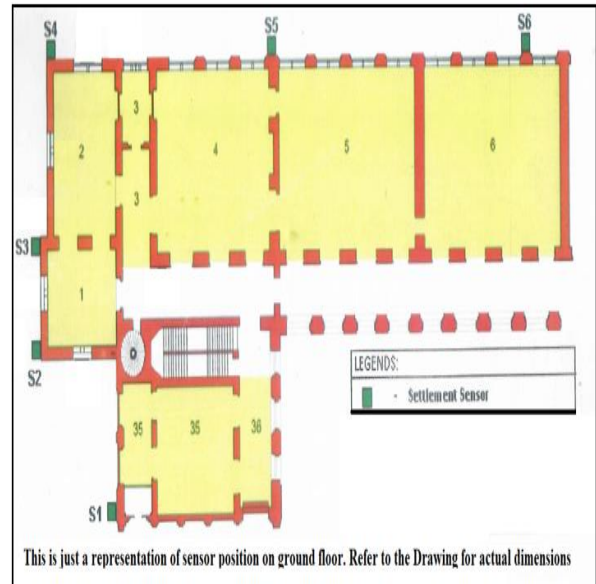 S4
S5
S6
3
2
4
5
6
3
S3
1
S2
LEGENDS:
- Settlement Sensor
35
35
36
S1
This is just a representation of sensor position on ground floor. Refer to the Drawing for actual dimensions